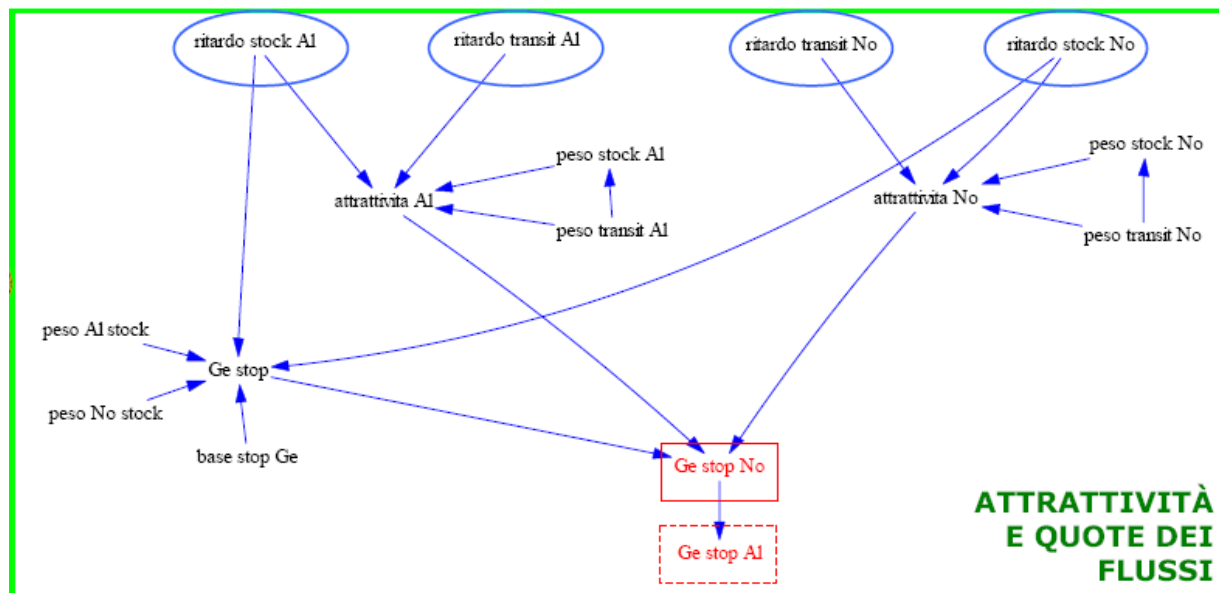 ritardo stock Al
ritardo transit Al
ritardo transit No
ritardo stock No
peso stock Al
peso stock No
attrattivita Al
attrattivita No
peso transit Al
peso transit No
peso Al stock
Ge stop
peso No stock
base stop Ge
Ge stop No
Ge stop Al
ATTRATTIVITÀ
E QUOTE DEI
FLUSSI